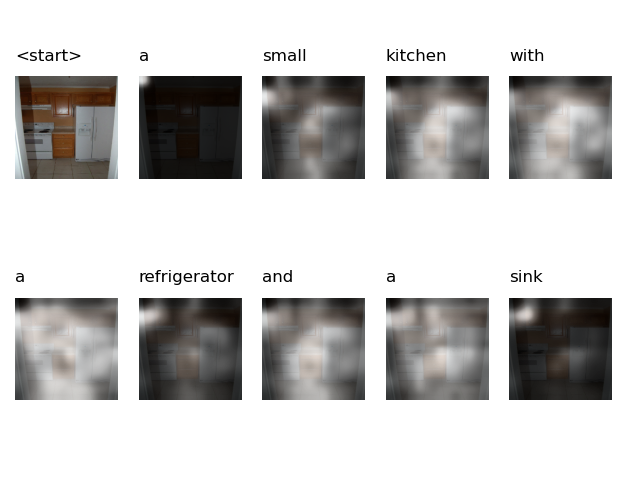 <start> a small kitchen with
a refrigerator and a sink